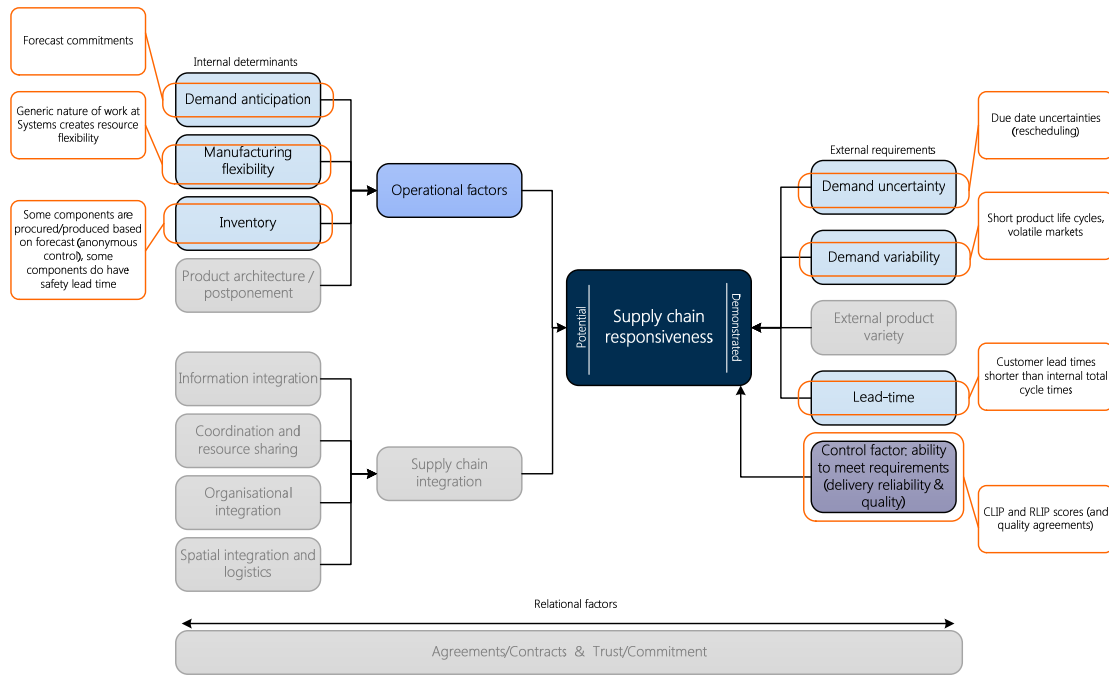 Forecast commitments
Generic nature of work at
Systems creates resource
flexibility
Some components are
procured/produced based
on forecast (anonymous
control), some
components do have
safety lead time
Internal determinants
Demand anticipation
Manufacturing
flexibility
Inventory
Product architecture /
postponement
Information integration
Coordination and
resource sharing
Organisational
integration
Spatial integration and
logistics
Operational factors
Supply chain
integration
Potential
Supply chain
responsiveness
Demonstrated
External requirements
Demand uncertainty
Demand variability
External product
variety
Lead-time
Control factor: ability
to meet requirements
(delivery reliability &
quality)
Due date uncertainties
(rescheduling)
Short product life cycles,
volatile markets
Customer lead times
shorter than internal total
cycle times
CLIP and RLIP scores (and
quality agreements)
Relational factors
Agreements/Contracts & Trust/Commitment